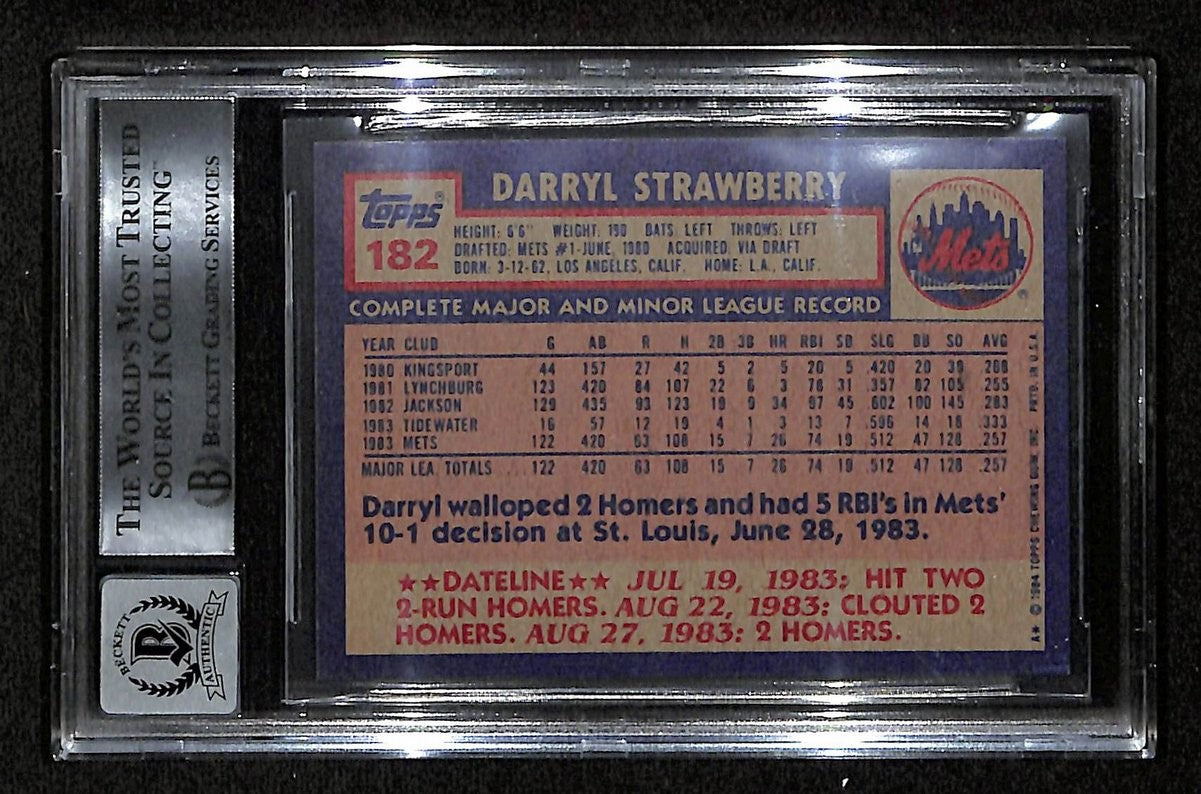 THE WORLD'S MOST TRUSTED
SOURCE IN COLLECTING™
B BECKETT GRADING SERVICES
BECKETT
B
AUTHENTIC
topps®
182
DARRYL STRAWBERRY
HEIGHT: 6'6" WEIGHT: 190 BATS: LEFT THROWS: LEFT
DRAFTED: METS #1-JUNE, 1980 ACQUIRED: VIA DRAFT
BORN: 3-12-62, LOS ANGELES, CALIF. HOME: L.A., CALIF.
Mets
COMPLETE MAJOR AND MINOR LEAGUE RECORD
YEAR CLUB G AB R H 2B 3B HR RBI SB SLG BB SO AVG
1980 KINGSPORT 44 157 27 42 5 2 5 20 5 .420 20 39 .268
1981 LYNCHBURG 123 420 84 107 22 6 3 78 31 .357 82 105 .255
1982 JACKSON 129 435 93 123 19 9 34 97 45 .602 100 145 .283
1983 TIDEWATER 16 57 12 19 4 1 3 13 7 .596 14 18 .333
1983 METS 122 420 63 108 15 7 26 74 19 .512 47 128 .257
MAJOR LEA. TOTALS 122 420 63 108 15 7 26 74 19 .512 47 128 .257
Darryl walloped 2 Homers and had 5 RBI's in Mets'
10-1 decision at St. Louis, June 28, 1983.
★★DATELINE★★ JUL 19, 1983: HIT TWO
2-RUN HOMERS. AUG 22, 1983: CLOUTED 2
HOMERS. AUG 27, 1983: 2 HOMERS.
A* © 1984 TOPPS CHEWING GUM, INC. PRTD. IN U.S.A.